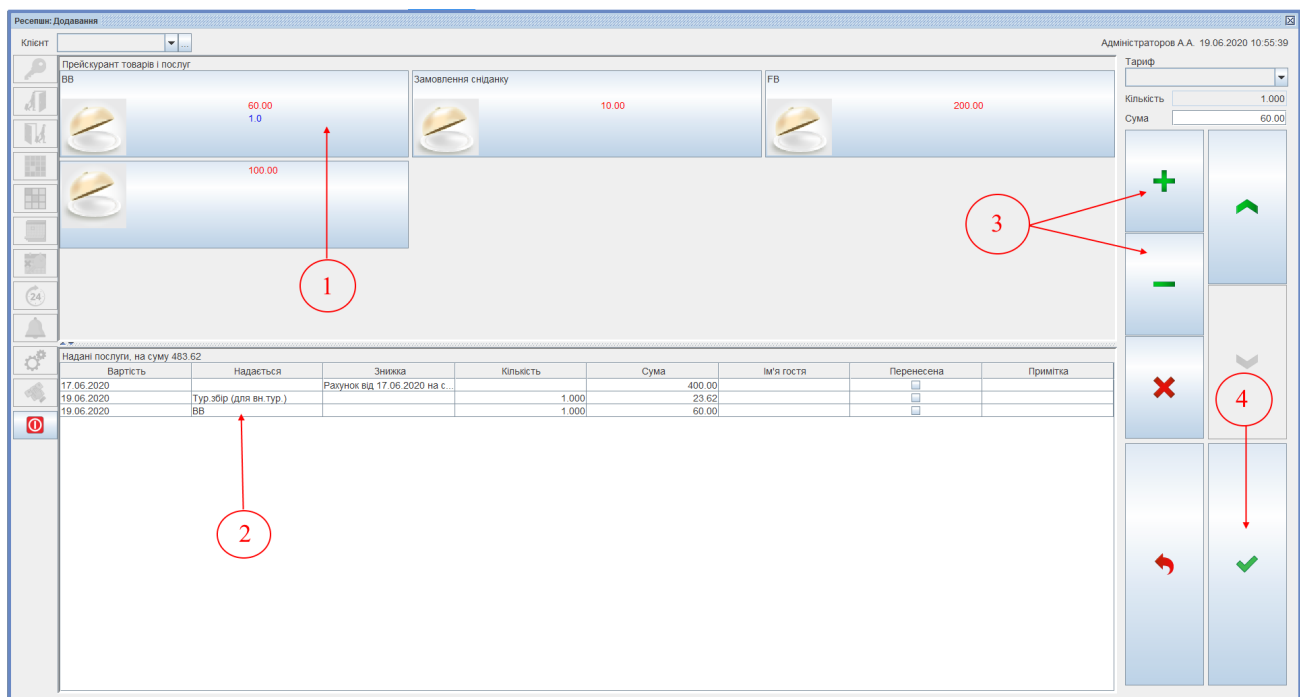 Ресепшн: Додавання
Клієнт
...
Адміністраторов А.А. 19.06.2020 10:55:39
Прейскурант товарів і послуг
Тариф
BB
60.00
1.0
Замовлення сніданку
10.00
FB
200.00
100.00
Кількість 1.000
Сума 60.00
1
3
24
Надані послуги, на суму 483.62
Вартість Надається Знижка Кількість Сума Ім'я гостя Перенесена Примітка
17.06.2020 Рахунок від 17.06.2020 на с... 400.00
19.06.2020 Тур.збір (для вн.тур.) 1.000 23.62
19.06.2020 BB 1.000 60.00
4
2